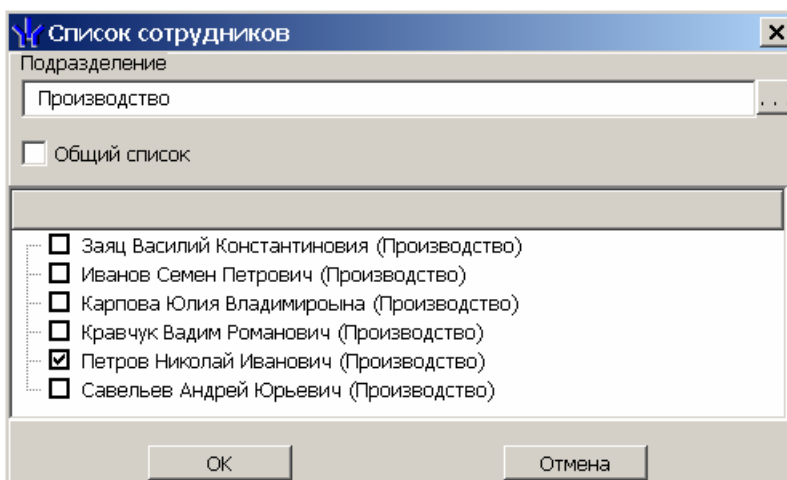 Список сотрудников
Подразделение
Производство
. . .
Общий список
Заяц Василий Константиновия (Производство)
Иванов Семен Петрович (Производство)
Карпова Юлия Владимироына (Производство)
Кравчук Вадим Романович (Производство)
Петров Николай Иванович (Производство)
Савельев Андрей Юрьевич (Производство)
ОК
Отмена